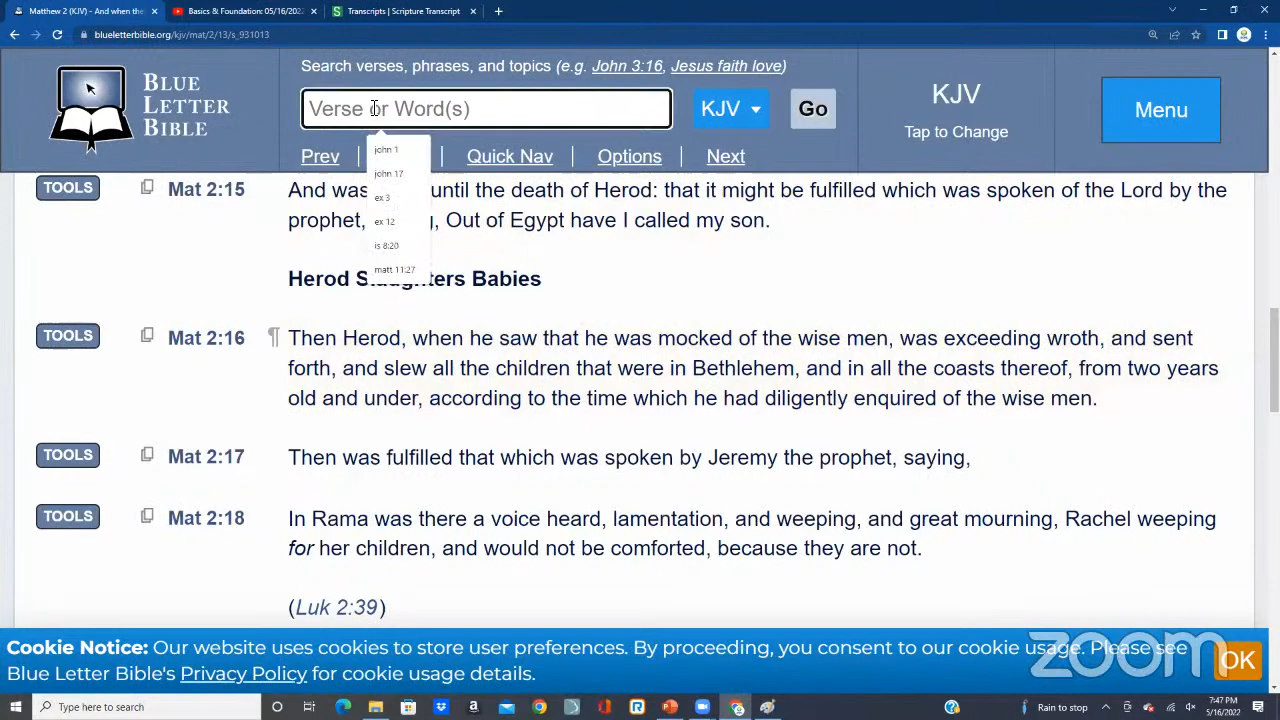 Matthew 2 (KJV) - And when the
Basics & Foundation: 05/16/2022
Transcripts | Scripture Transcript
blueletterbible.org/kjv/mat/2/13/s_931013
BLUE
LETTER
BIBLE
Search verses, phrases, and topics (e.g. John 3:16, Jesus faith love)
Verse or Word(s)
KJV
Go
KJV
Tap to Change
Menu
Prev
Quick Nav
Options
Next
john 1
john 17
ex 3
ex 12
is 8:20
matt 11:27
TOOLS Mat 2:15 And was until the death of Herod: that it might be fulfilled which was spoken of the Lord by the
prophet, Out of Egypt have I called my son.
Herod Slaughters Babies
TOOLS Mat 2:16 ¶ Then Herod, when he saw that he was mocked of the wise men, was exceeding wroth, and sent
forth, and slew all the children that were in Bethlehem, and in all the coasts thereof, from two years
old and under, according to the time which he had diligently enquired of the wise men.
TOOLS Mat 2:17 Then was fulfilled that which was spoken by Jeremy the prophet, saying,
TOOLS Mat 2:18 In Rama was there a voice heard, lamentation, and weeping, and great mourning, Rachel weeping
for her children, and would not be comforted, because they are not.
(Luk 2:39)
Cookie Notice: Our website uses cookies to store user preferences. By proceeding, you consent to our cookie usage. Please see
Blue Letter Bible's Privacy Policy for cookie usage details.
OK
zoom
Type here to search
Rain to stop
7:47 PM
5/16/2022